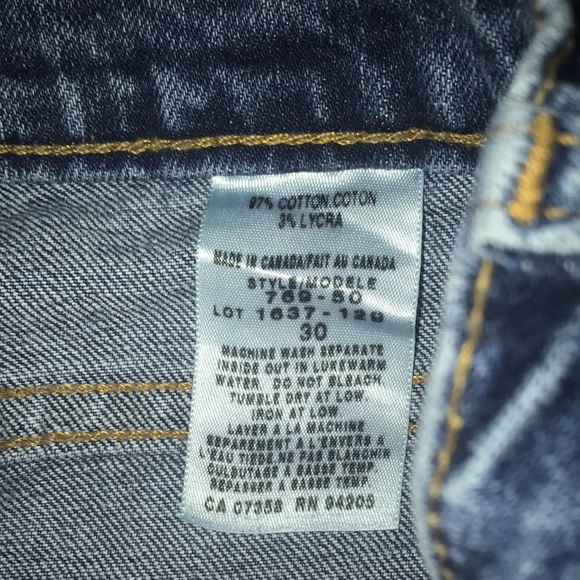 97% COTTON.COTON
3% LYCRA
MADE IN CANADA/FAIT AU CANADA
STYLE/MODELE
769-50
LOT 1637-128
30
MACHINE WASH SEPARATE
INSIDE OUT IN LUKEWARM
WATER. DO NOT BLEACH.
TUMBLE DRY AT LOW.
IRON AT LOW.
LAVER A LA MACHINE
SEPAREMENT A L'ENVERS A
L'EAU TIEDE NE PAS BLANCHIR
CULBUTAGE A BASSE TEMP.
REPASSER A BASSE TEMP.
CA 07358 RN 94205